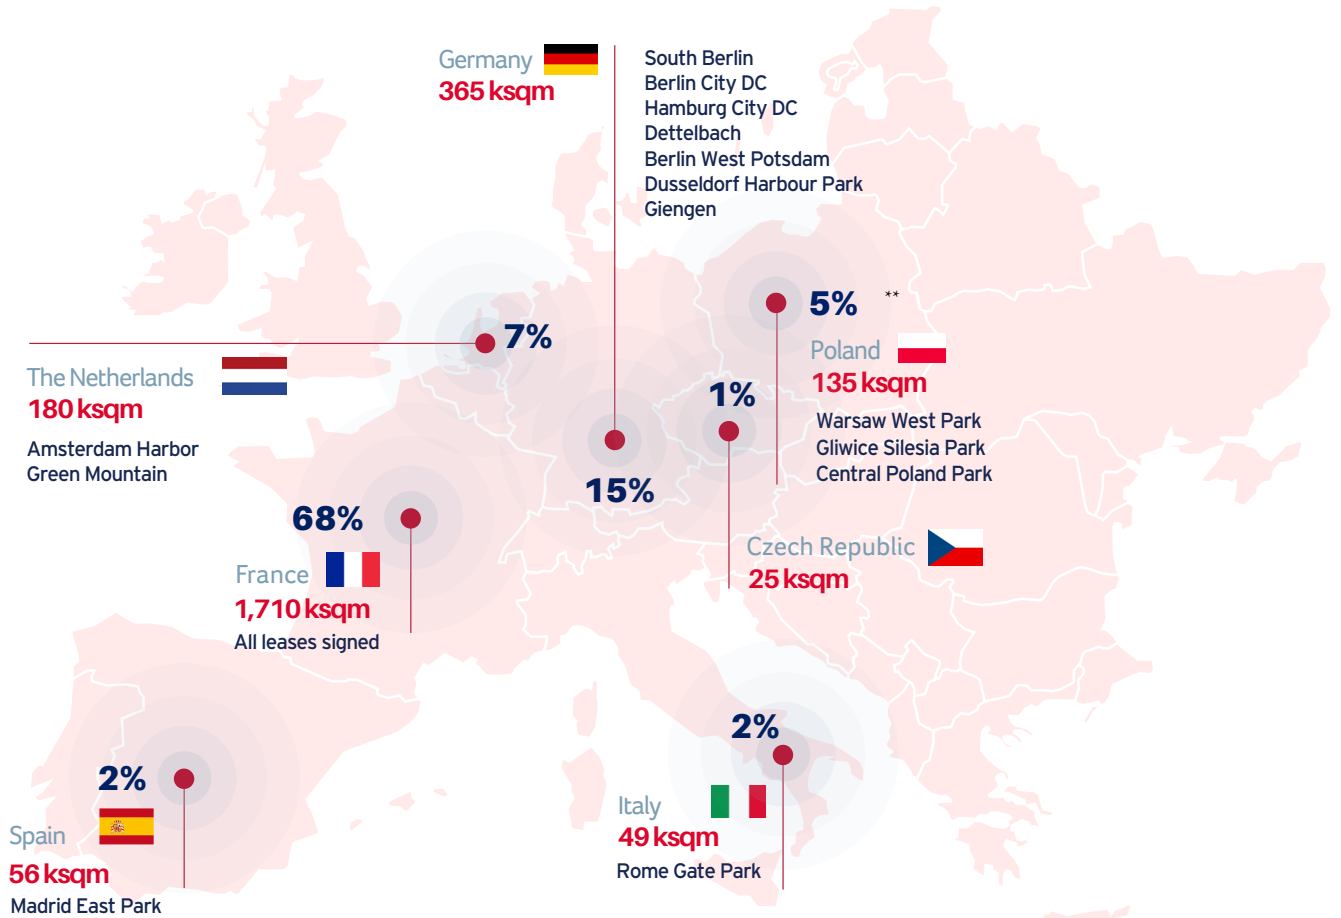 Germany
365 ksqm
South Berlin
Berlin City DC
Hamburg City DC
Dettelbach
Berlin West Potsdam
Dusseldorf Harbour Park
Giengen
15%
5% **
Poland
135 ksqm
Warsaw West Park
Gliwice Silesia Park
Central Poland Park
7%
The Netherlands
180 ksqm
Amsterdam Harbor
Green Mountain
1%
Czech Republic
25 ksqm
68%
France
1,710 ksqm
All leases signed
2%
Spain
56 ksqm
Madrid East Park
2%
Italy
49 ksqm
Rome Gate Park